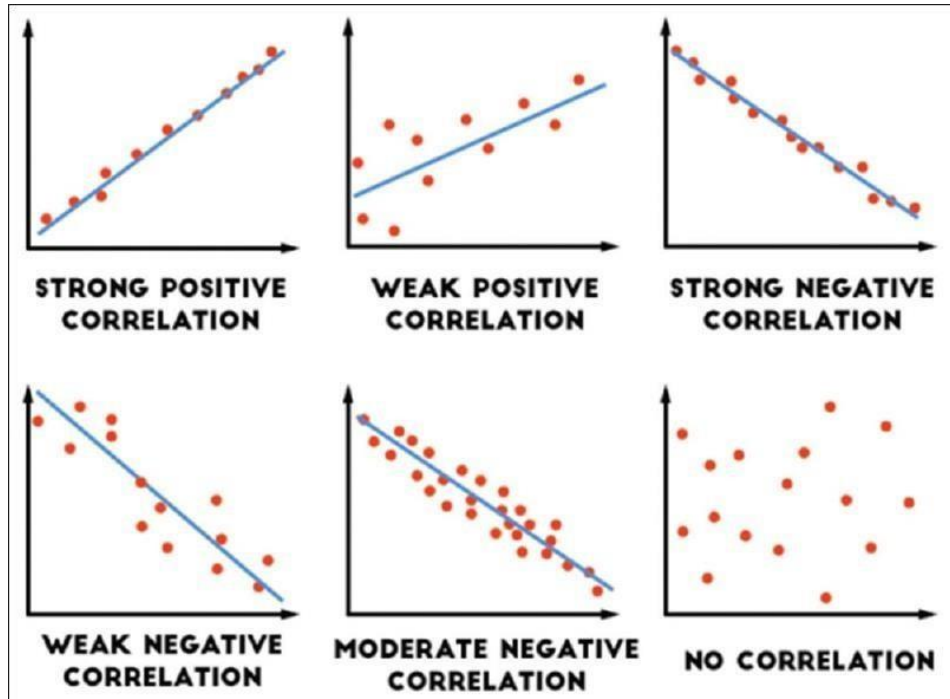 STRONG POSITIVE
CORRELATION
WEAK POSITIVE
CORRELATION
STRONG NEGATIVE
CORRELATION
WEAK NEGATIVE
CORRELATION
MODERATE NEGATIVE
CORRELATION
NO CORRELATION